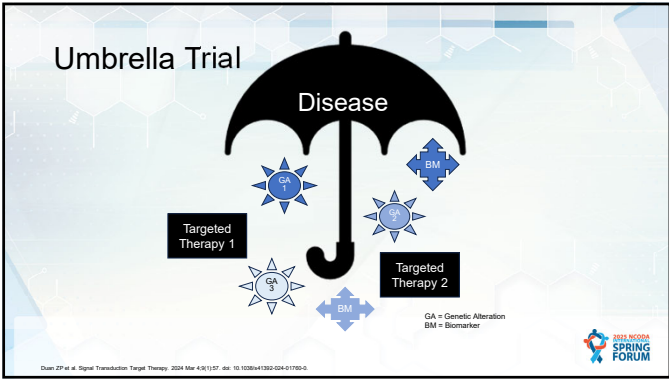 Umbrella Trial
Disease
GA
1
BM
GA
2
Targeted
Therapy 1
Targeted
Therapy 2
GA
3
BM
GA = Genetic Alteration
BM = Biomarker
2025 NCODA
INTERNATIONAL
SPRING
FORUM
Duan ZP et al. Signal Transduction Target Therapy. 2024 Mar 4;9(1):57. doi: 10.1038/s41392-024-01760-0.